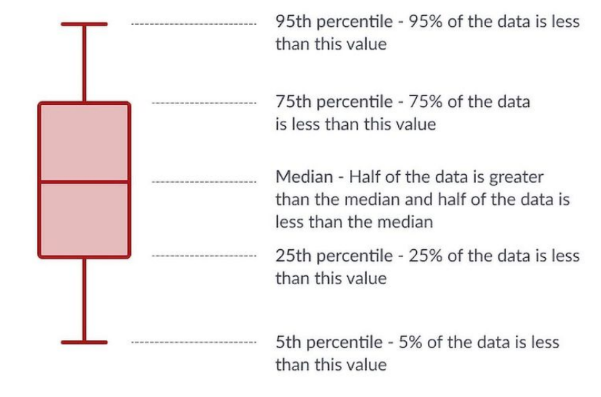 95th percentile - 95% of the data is less
than this value
75th percentile - 75% of the data
is less than this value
Median - Half of the data is greater
than the median and half of the data is
less than the median
25th percentile - 25% of the data is less
than this value
5th percentile - 5% of the data is less
than this value